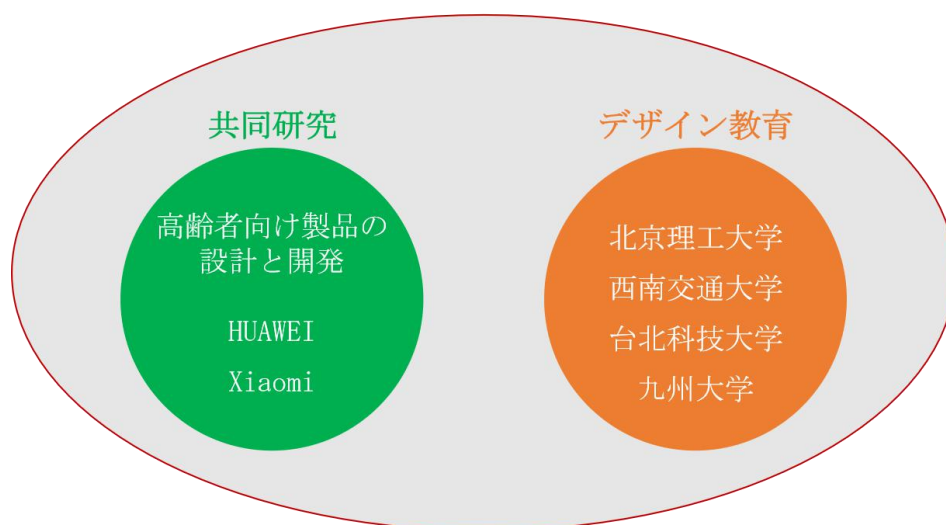 共同研究
高齢者向け製品の
設計と開発
HUAWEI
Xiaomi
デザイン教育
北京理工大学
西南交通大学
台北科技大学
九州大学